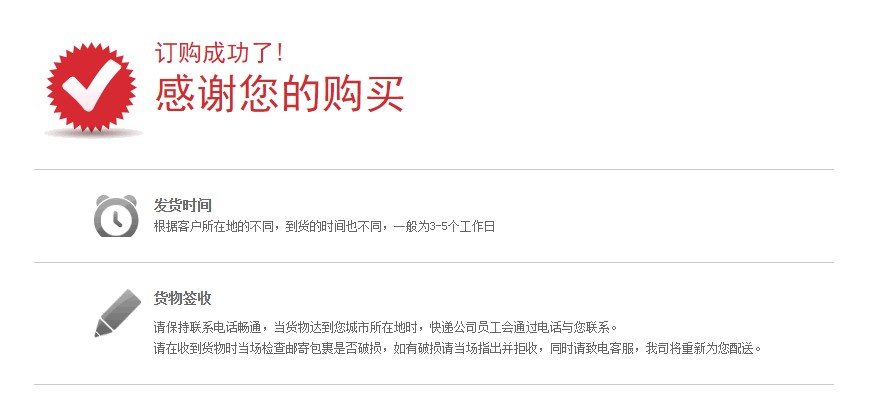 订购成功了!
感谢您的购买
发货时间
根据客户所在地的不同，到货的时间也不同，一般为3-5个工作日
货物签收
请保持联系电话畅通，当货物达到您城市所在地时，快递公司员工会通过电话与您联系。
请在收到货物时当场检查邮寄包裹是否破损，如有破损请当场指出并拒收，同时请致电客服，我司将重新为您配送。